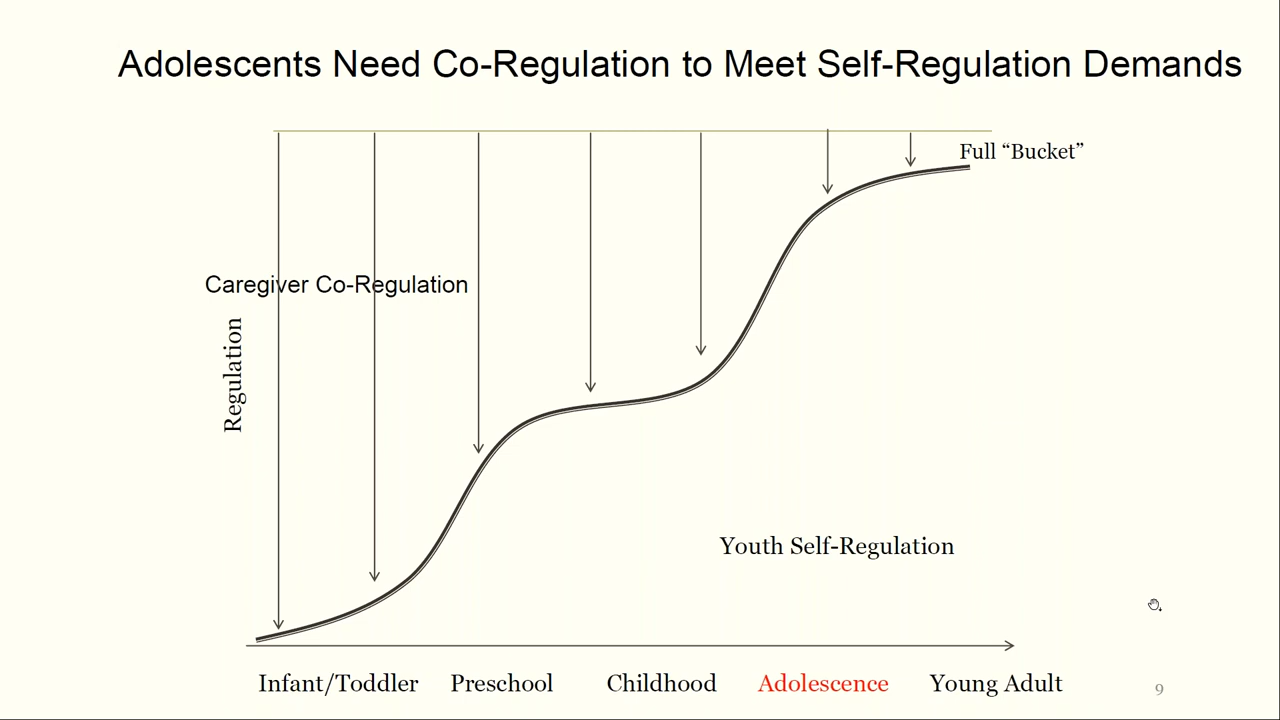 Adolescents Need Co-Regulation to Meet Self-Regulation Demands
Full “Bucket”
Caregiver Co-Regulation
Regulation
Youth Self-Regulation
Infant/Toddler
Preschool
Childhood
Adolescence
Young Adult
9